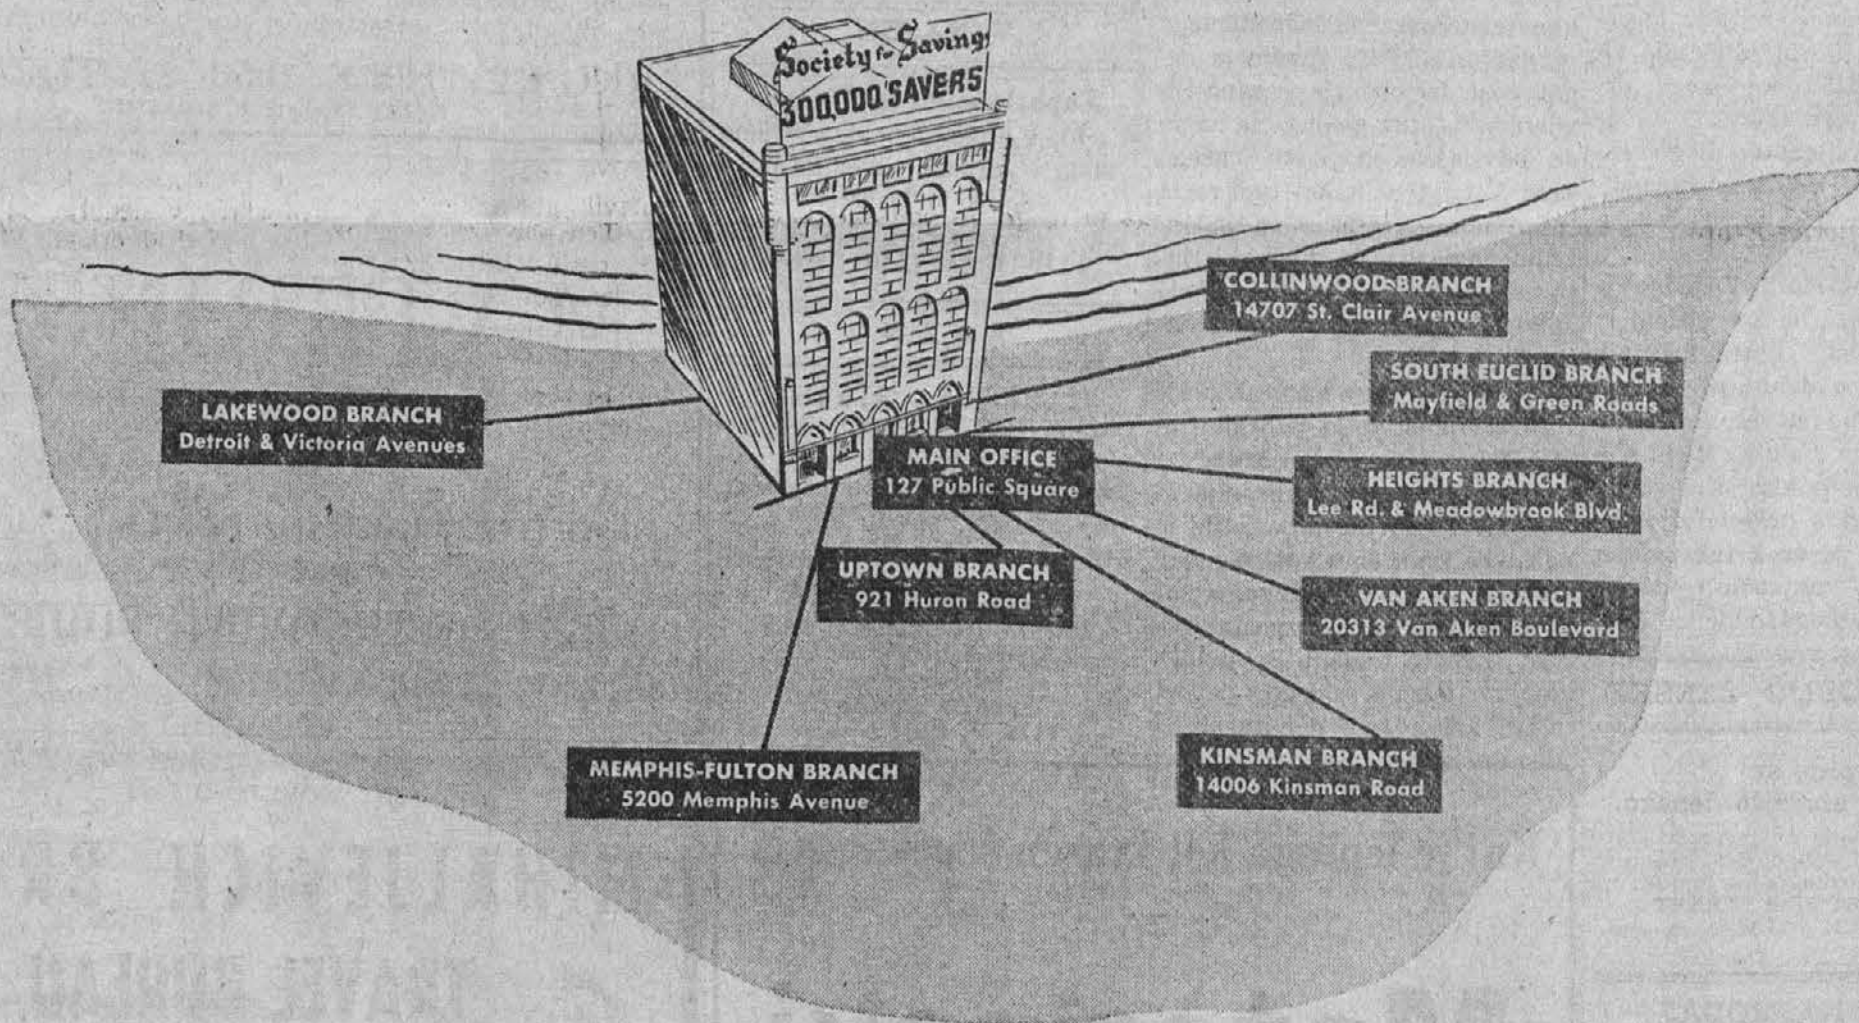 Society for Savings
300,000 SAVERS
COLLINWOOD BRANCH
14707 St. Clair Avenue
SOUTH EUCLID BRANCH
Mayfield & Green Roads
LAKEWOOD BRANCH
Detroit & Victoria Avenues
MAIN OFFICE
127 Public Square
HEIGHTS BRANCH
Lee Rd. & Meadowbrook Blvd.
UPTOWN BRANCH
921 Huron Road
VAN AKEN BRANCH
20313 Van Aken Boulevard
MEMPHIS-FULTON BRANCH
5200 Memphis Avenue
KINSMAN BRANCH
14006 Kinsman Road